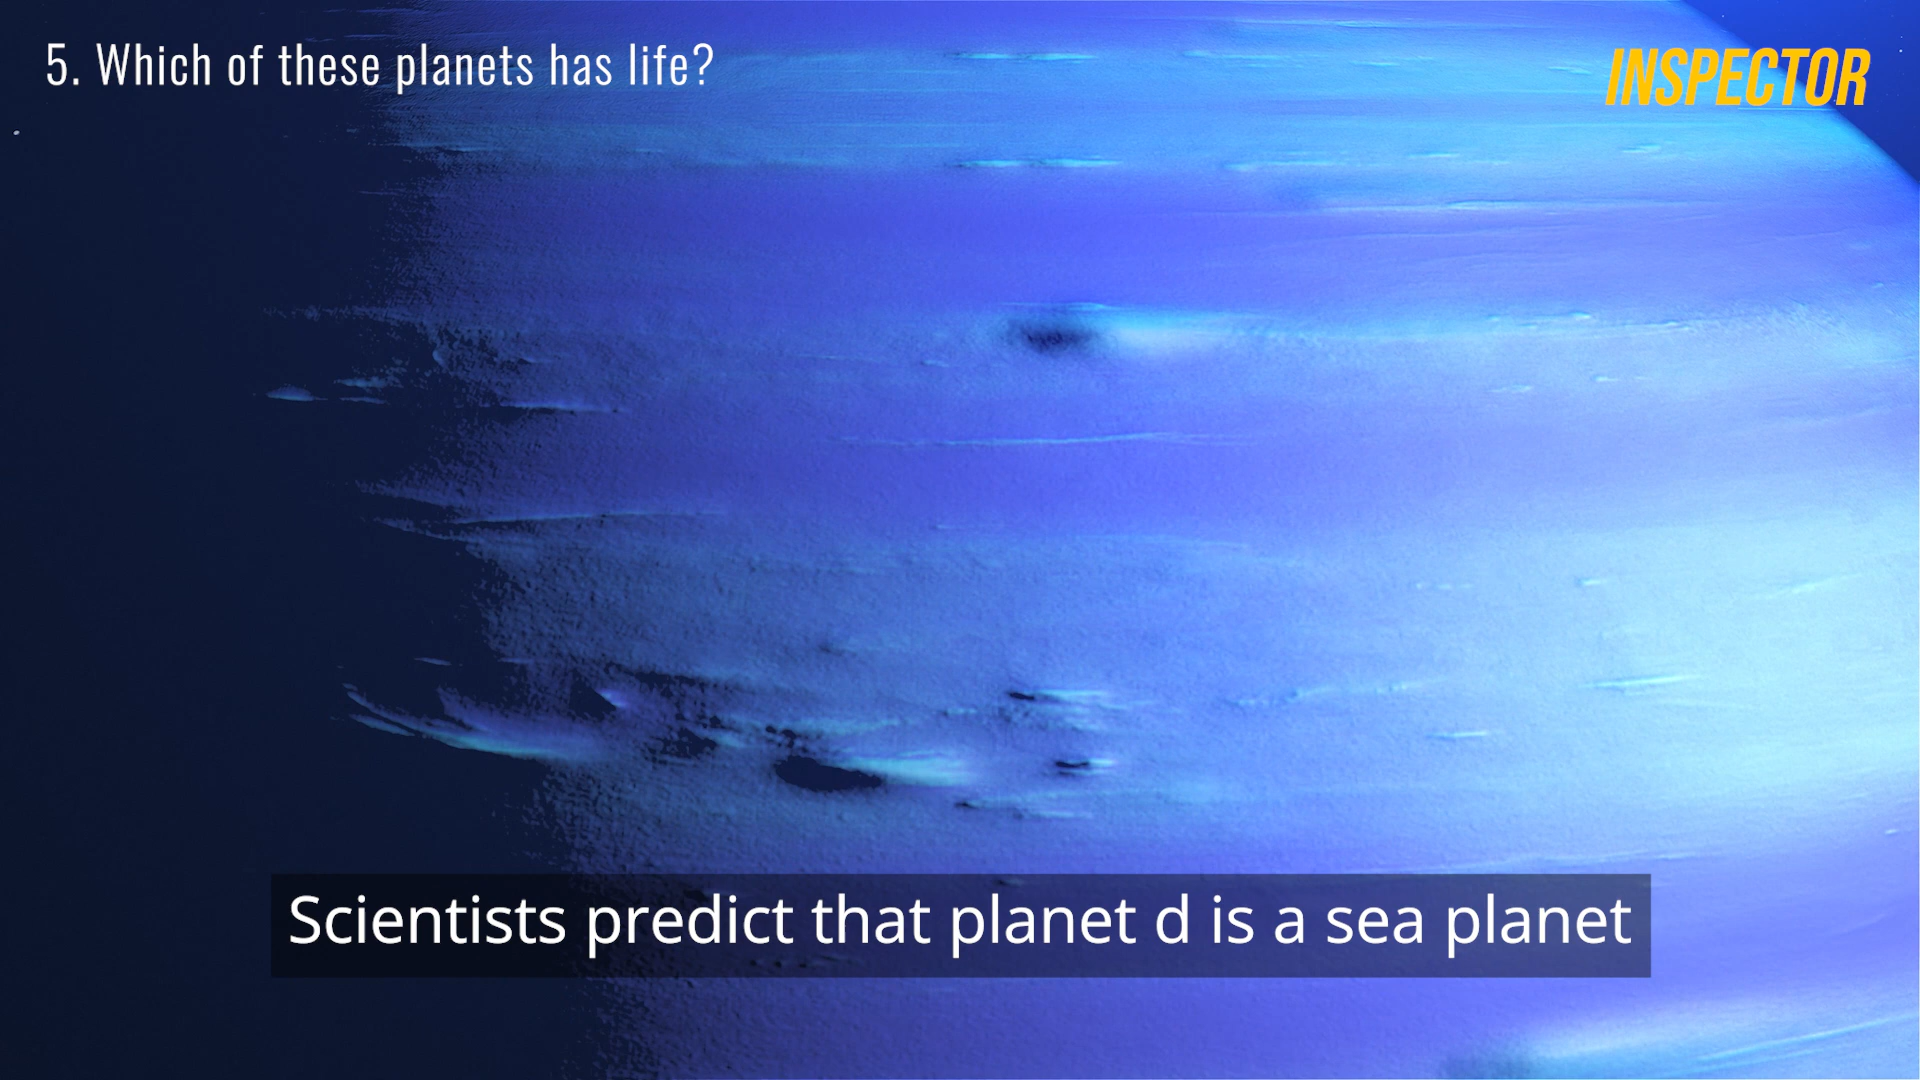 5. Which of these planets has life?
INSPECTOR
Scientists predict that planet d is a sea planet